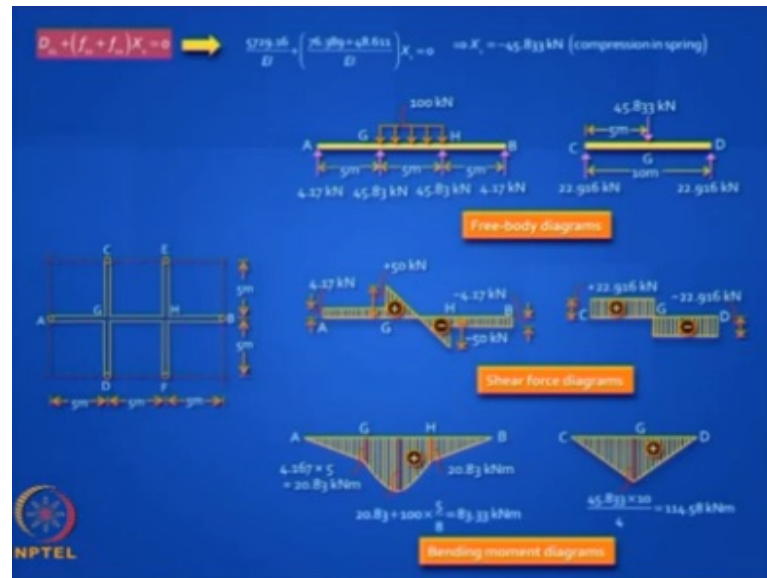 5729.16/EI + (76.389+48.611/EI) X₁ = 0 ⇒ X₁ = -45.833 kN (compression in spring)
100 kN
45.833 kN
5m
A G H B
C G D
5m 5m 5m
10m
4.17 kN 45.83 kN 45.83 kN 4.17 kN
22.916 kN 22.916 kN
Free-body diagrams
C E
A G H B
D F
5m
5m
5m 5m 5m
+50 kN
4.17 kN
-4.17 kN
A G H B
-50 kN
+22.916 kN
-22.916 kN
C G D
Shear force diagrams
A G H B
4.167 × 5
= 20.83 kNm
20.83 kNm
20.83 + 100 × 5/8 = 83.33 kNm
C G D
45.833 × 10/4 = 114.58 kNm
Bending moment diagrams
NPTEL